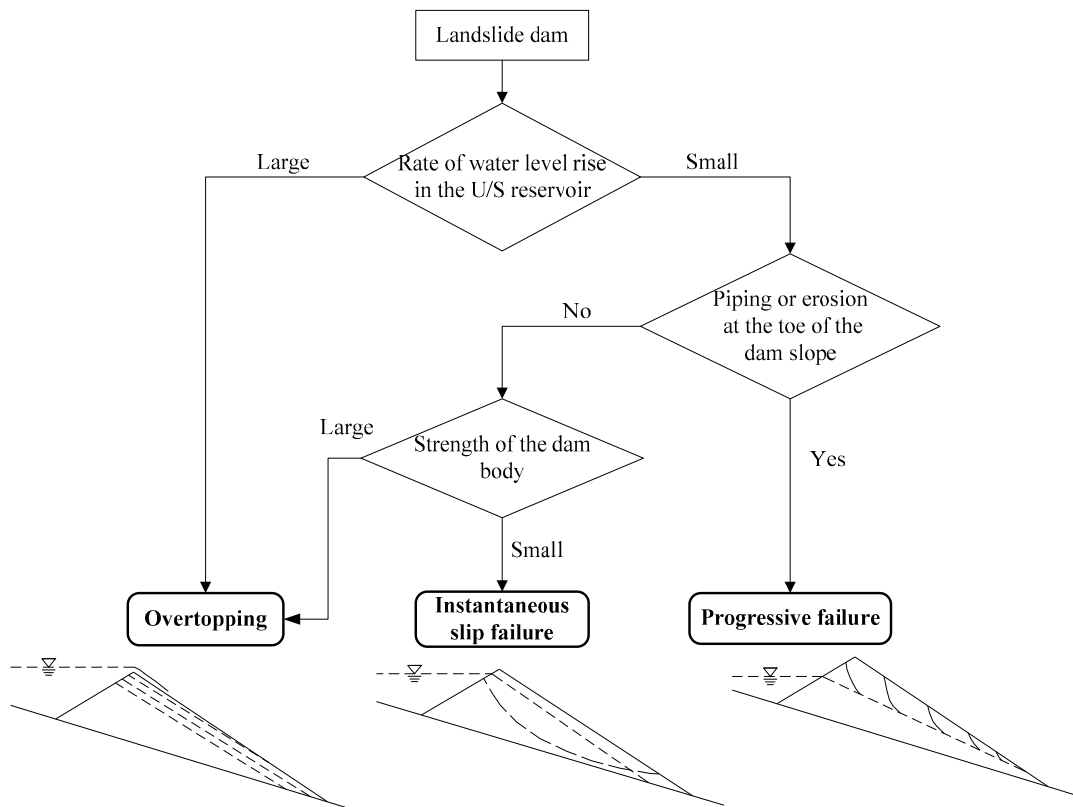 Landslide dam
Large
Rate of water level rise
in the U/S reservoir
Small
Piping or erosion
at the toe of the
dam slope
No
Large
Strength of the dam
body
Yes
Small
Overtopping
Instantaneous
slip failure
Progressive failure